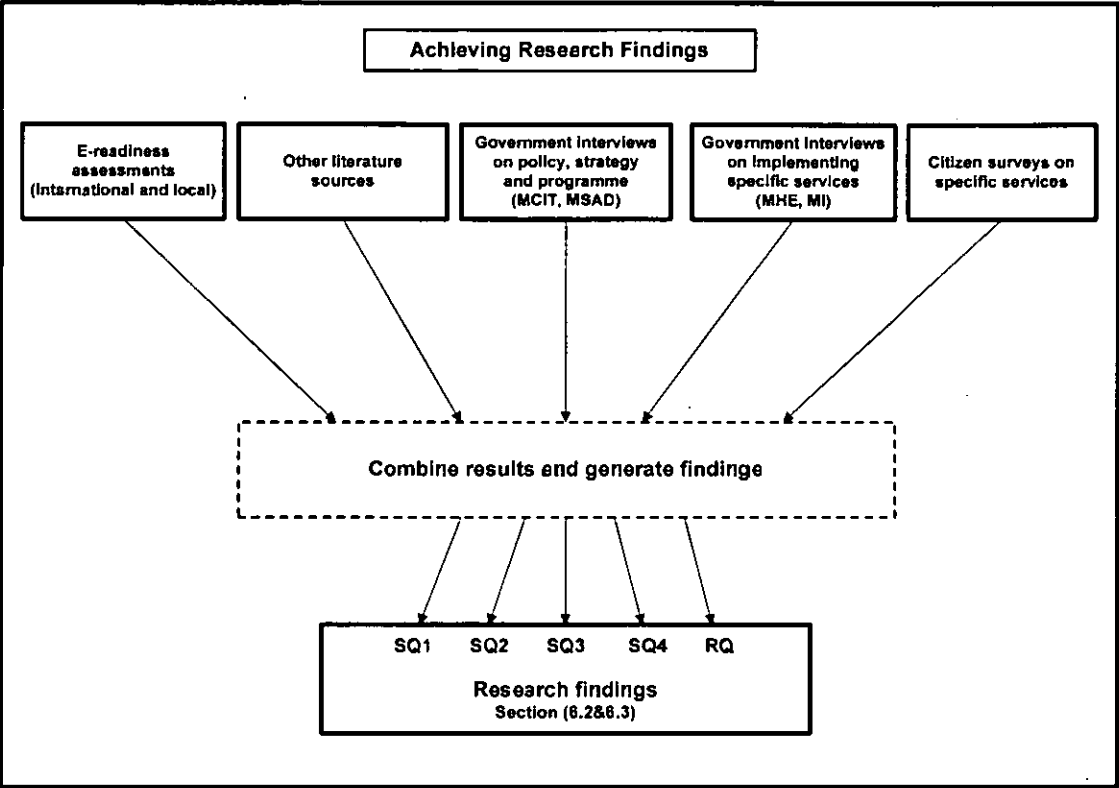 Achieving Research Findings
E-readiness
assessments
(International and local)
Other literature
sources
Government interviews
on policy, strategy
and programme
(MCIT, MSAD)
Government interviews
on implementing
specific services
(MHE, MI)
Citizen surveys on
specific services
Combine results and generate findinge
SQ1 SQ2 SQ3 SQ4 RQ
Research findings
Section (6.2&6.3)